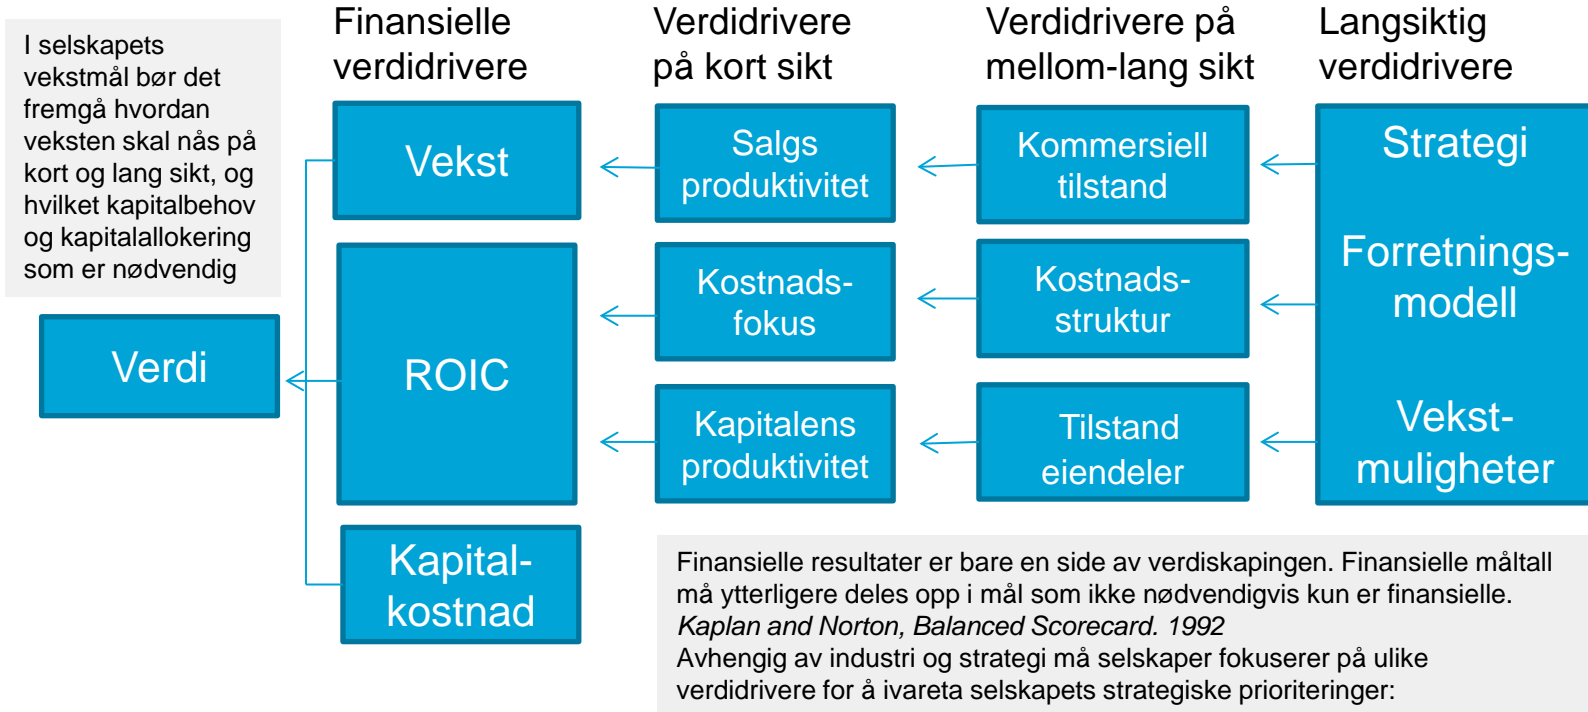 I selskapets
vekstmål bør det
fremgå hvordan
veksten skal nås på
kort og lang sikt, og
hvilket kapitalbehov
og kapitalallokering
som er nødvendig
Verdi
Finansielle
verdidrivere
Vekst
ROIC
Kapital-
kostnad
Verdidrivere
på kort sikt
Salgs
produktivitet
Kostnads-
fokus
Kapitalens
produktivitet
Verdidrivere på
mellom-lang sikt
Kommersiell
tilstand
Kostnads-
struktur
Tilstand
eiendeler
Langsiktig
verdidrivere
Strategi
Forretnings-
modell
Vekst-
muligheter
Finansielle resultater er bare en side av verdiskapingen. Finansielle måltall
må ytterligere deles opp i mål som ikke nødvendigvis kun er finansielle.
Kaplan and Norton, Balanced Scorecard. 1992
Avhengig av industri og strategi må selskaper fokuserer på ulike
verdidrivere for å ivareta selskapets strategiske prioriteringer: